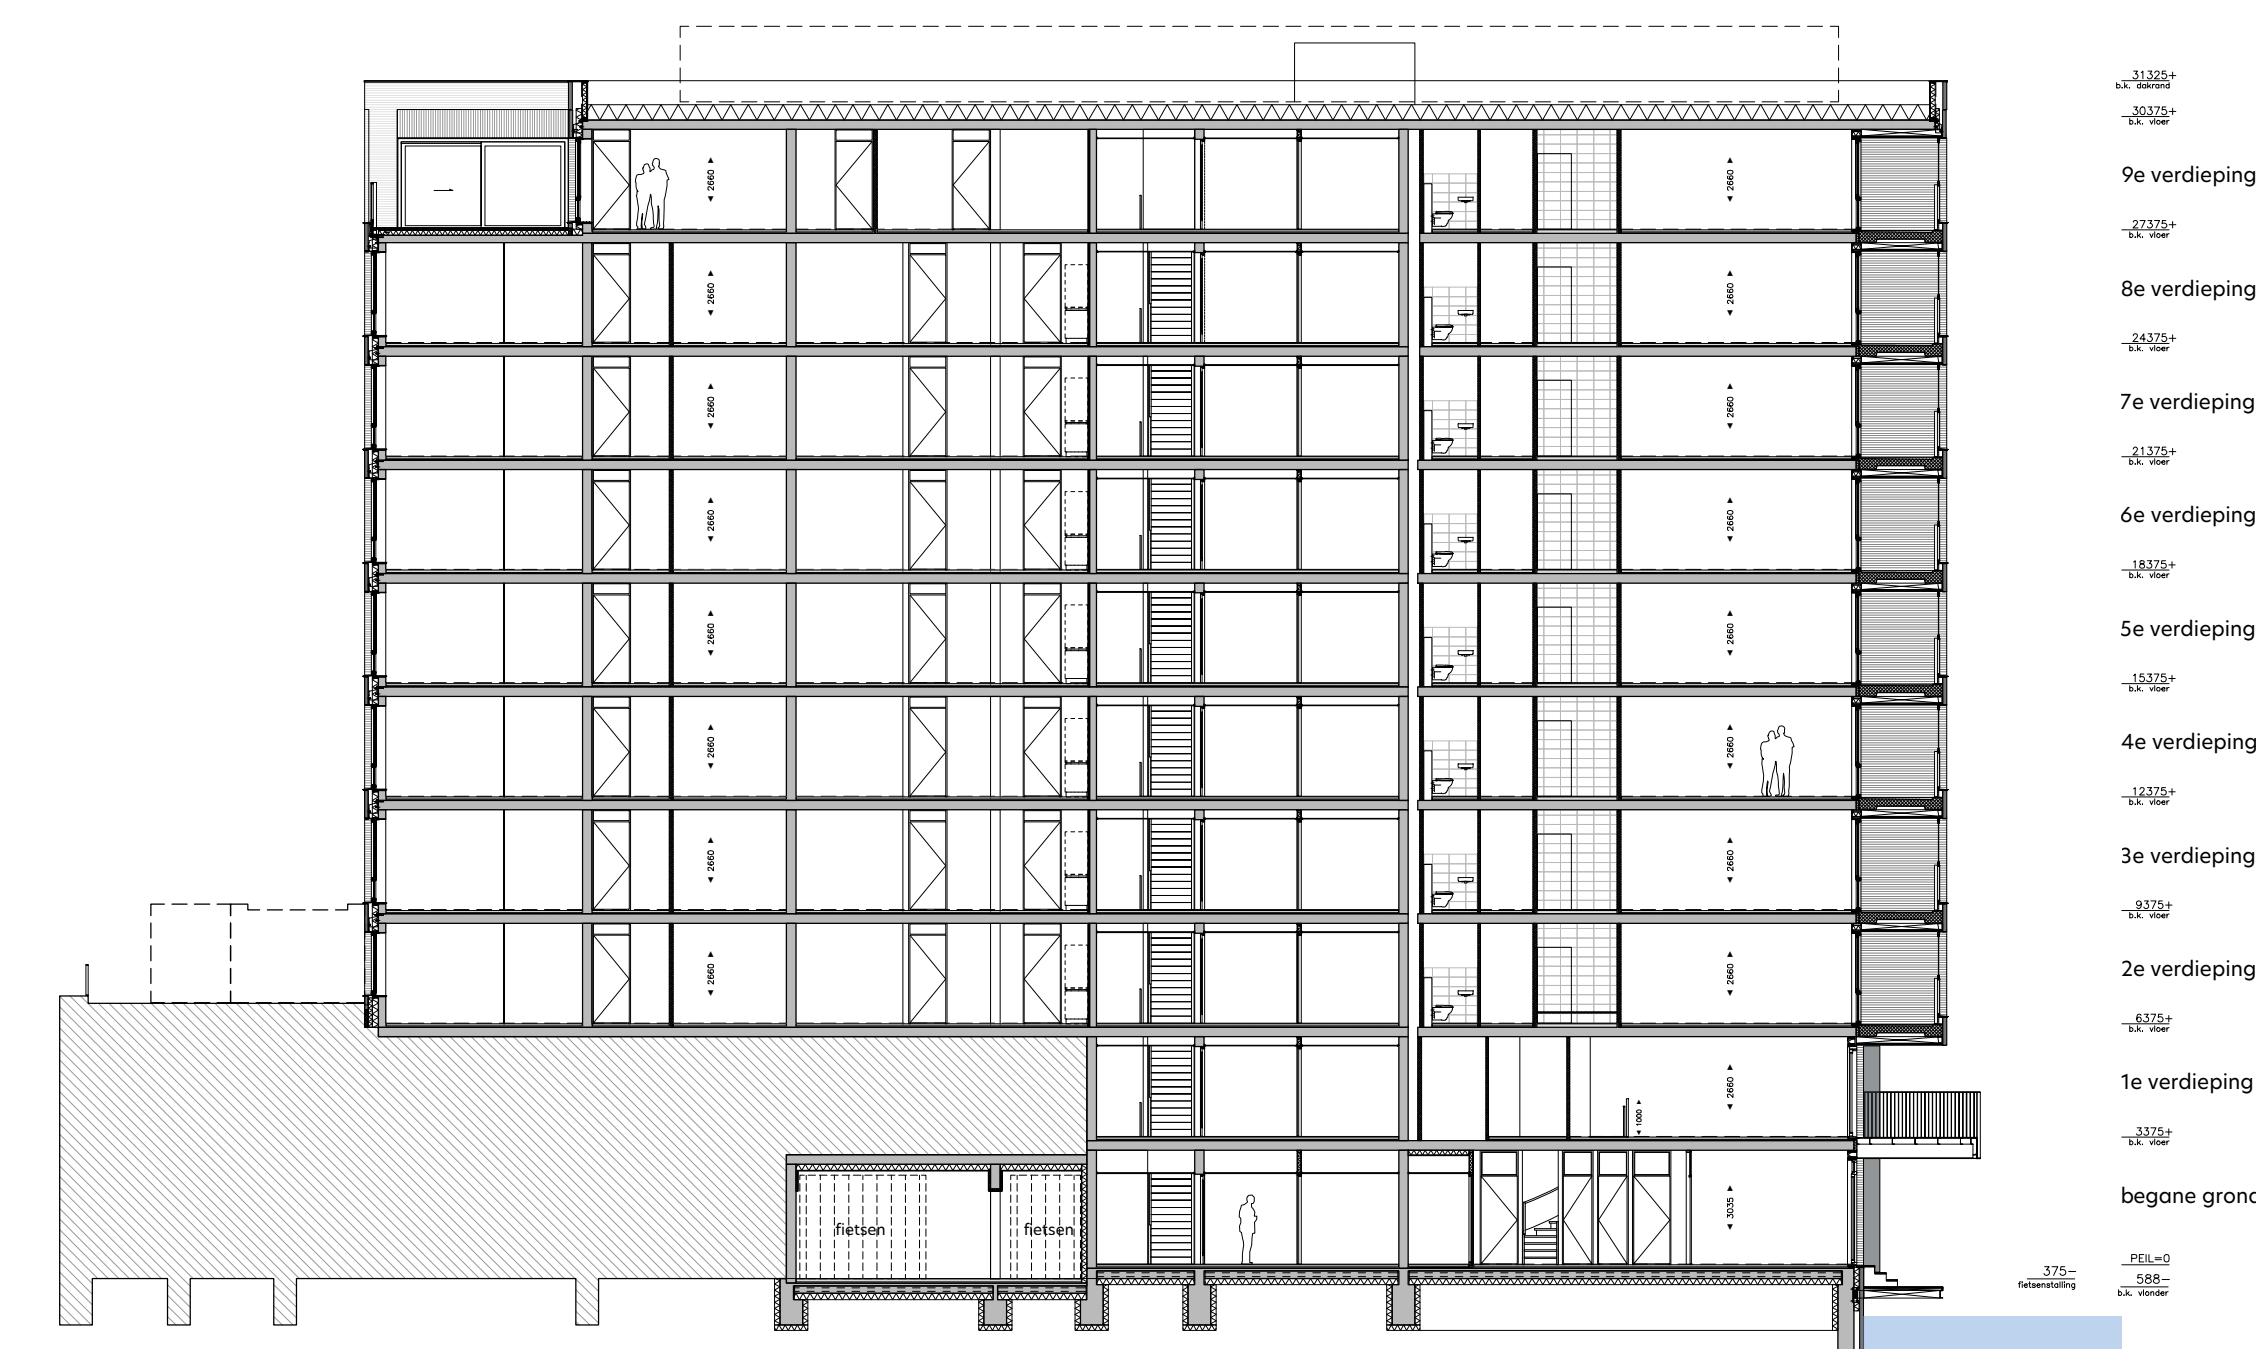 31325+
b.k. dakrand
30375+
b.k. vloer
2660
2660
9e verdieping
27375+
b.k. vloer
2660
2660
8e verdieping
24375+
b.k. vloer
2660
2660
7e verdieping
21375+
b.k. vloer
2660
2660
6e verdieping
18375+
b.k. vloer
2660
2660
5e verdieping
15375+
b.k. vloer
2660
2660
4e verdieping
12375+
b.k. vloer
2660
2660
3e verdieping
9375+
b.k. vloer
2660
2660
2e verdieping
6375+
b.k. vloer
2660
1000
1e verdieping
3375+
b.k. vloer
3035
begane grond
fietsen
fietsen
PEIL=0
375-
fietsenstalling
588-
b.k. vlonder